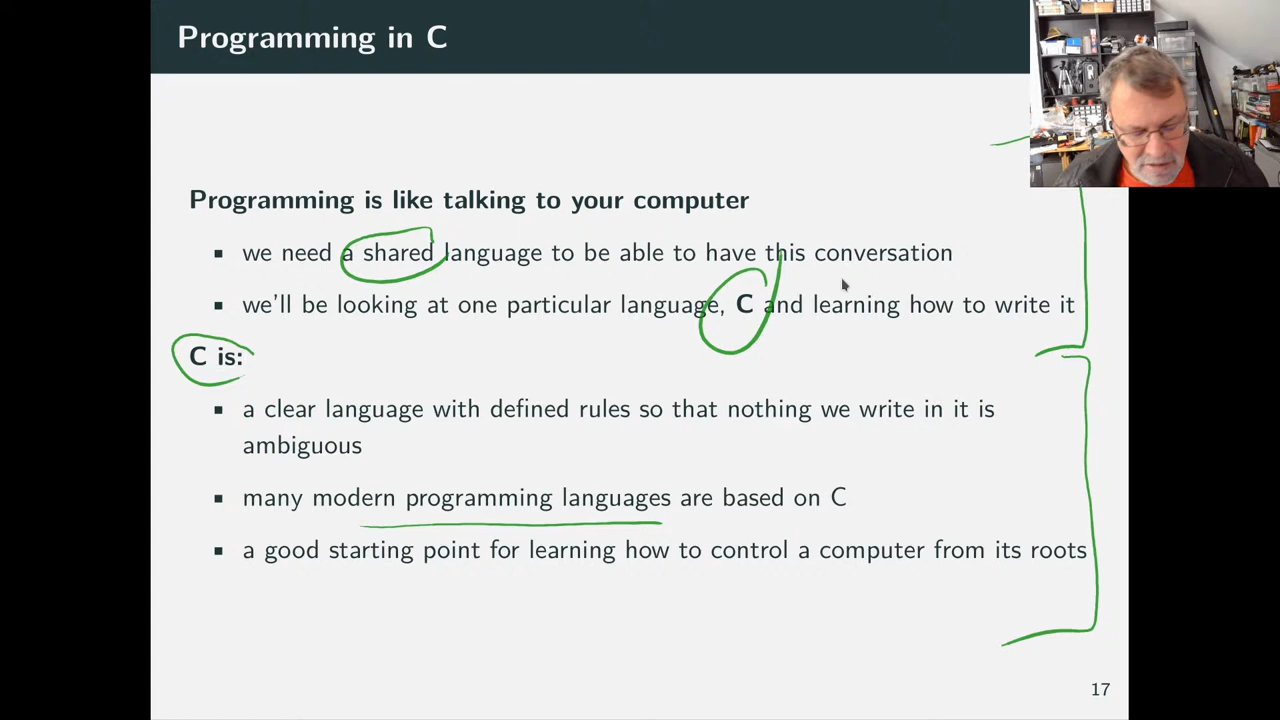 Programming in C
Programming is like talking to your computer
▪ we need a shared language to be able to have this conversation
▪ we'll be looking at one particular language, C and learning how to write it
C is:
▪ a clear language with defined rules so that nothing we write in it is
ambiguous
▪ many modern programming languages are based on C
▪ a good starting point for learning how to control a computer from its roots
17